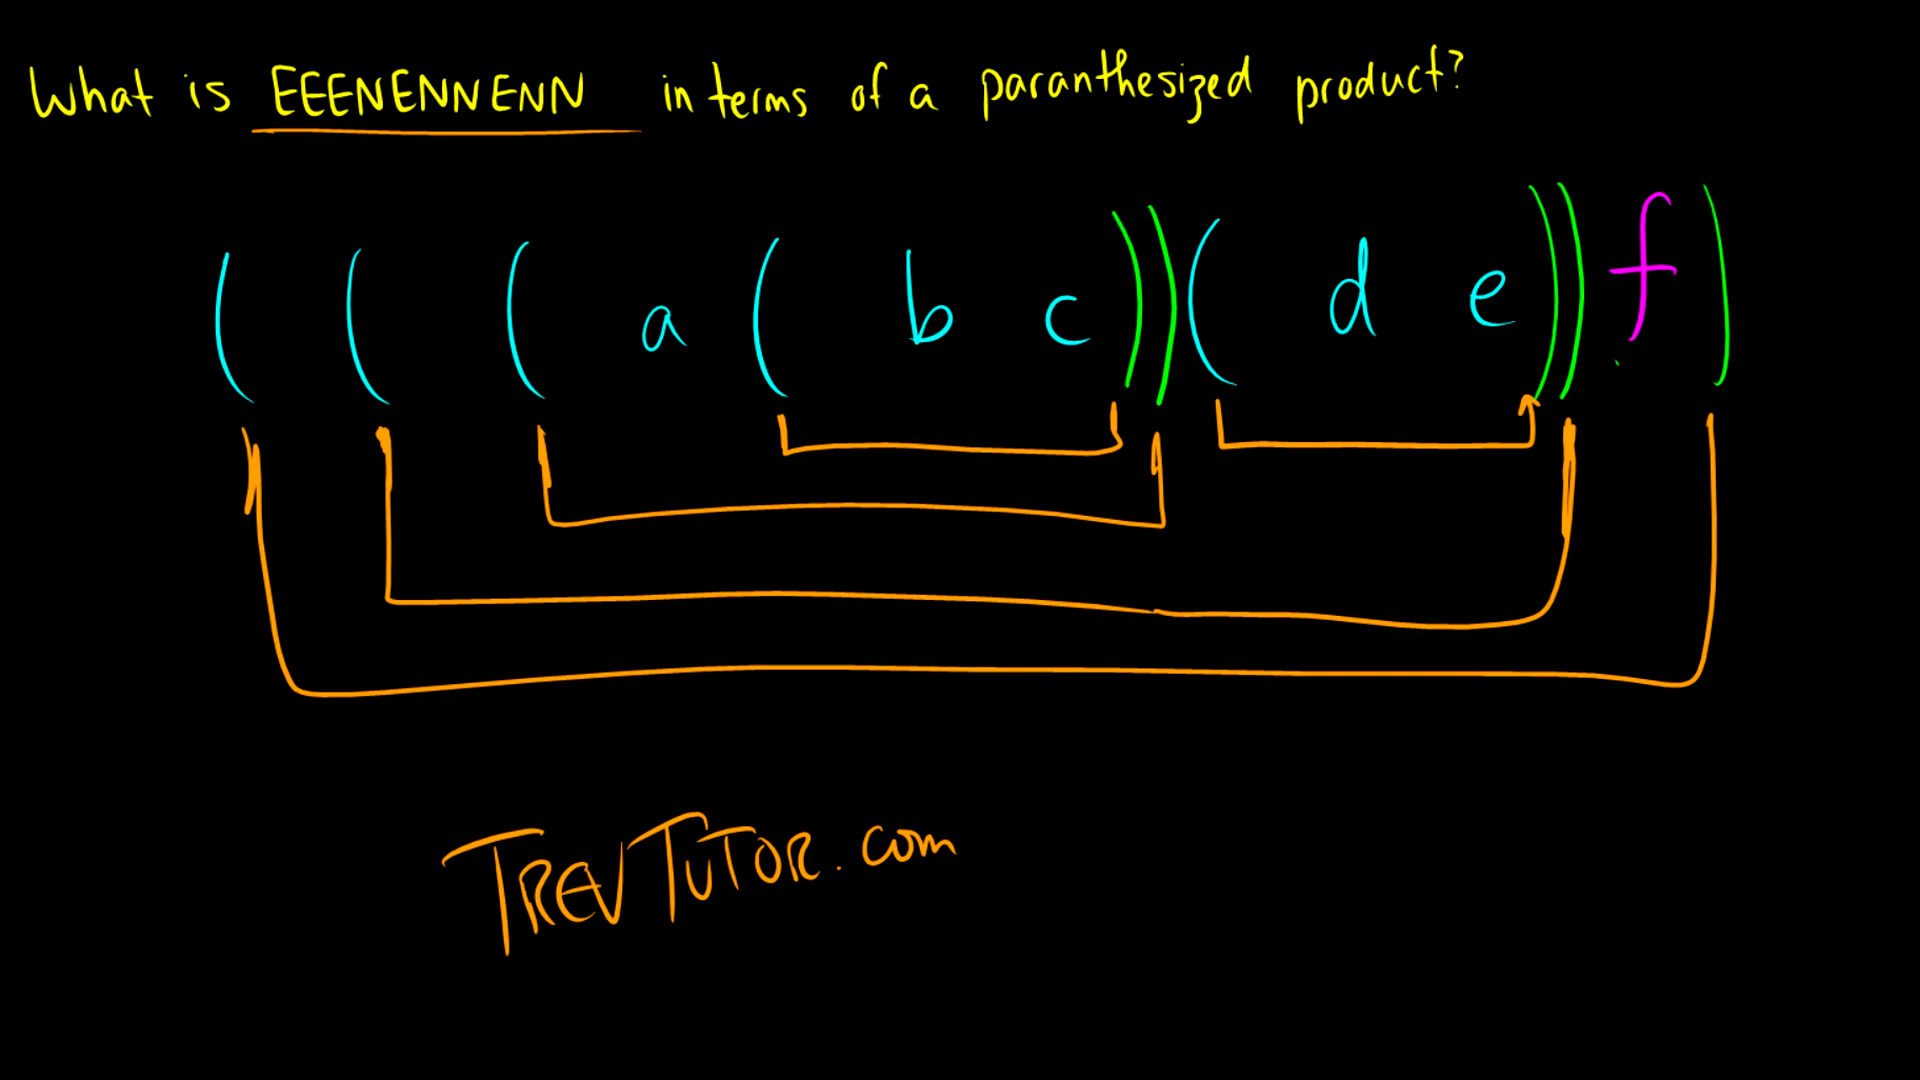 What is EEENENNENN in terms of a paranthesized product?
( ( ( a ( b c ) ) ( d e ) ) f )
TREVTUTOR.com